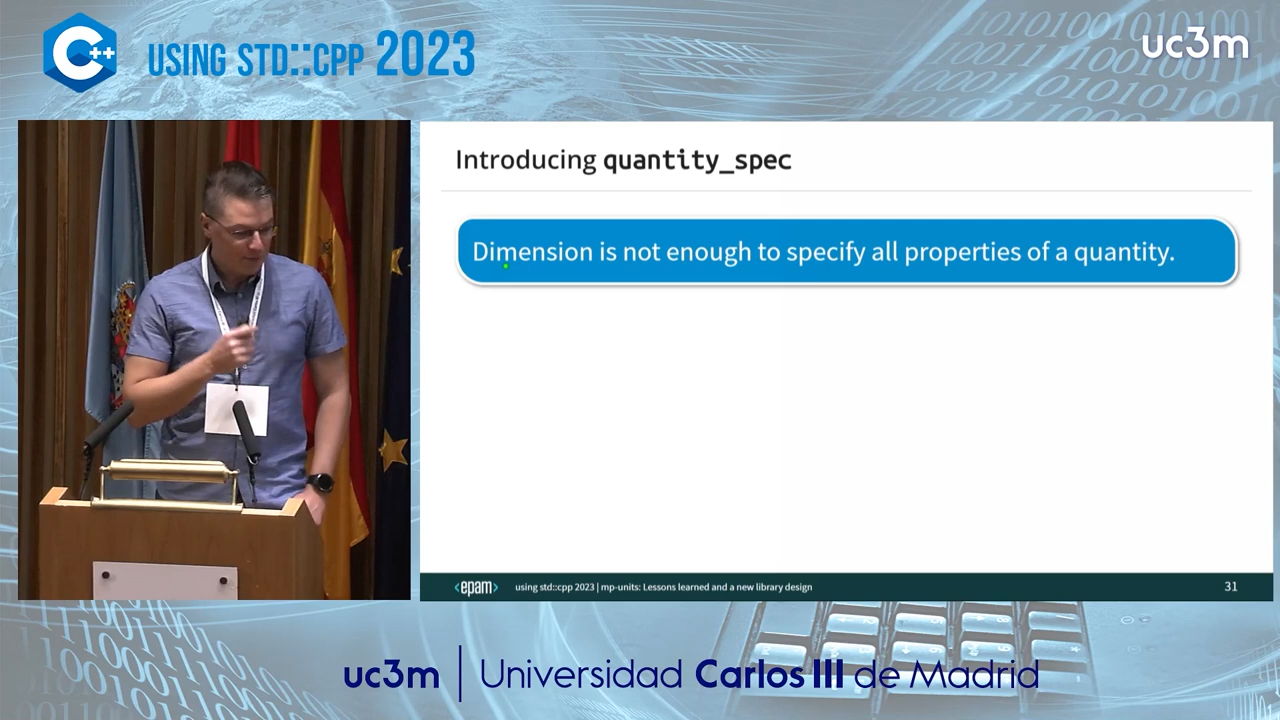 C++
USING STD::CPP 2023
uc3m
Introducing quantity_spec
Dimension is not enough to specify all properties of a quantity.
<epam>
using std::cpp 2023 | mp-units: Lessons learned and a new library design
31
uc3m | Universidad Carlos III de Madrid